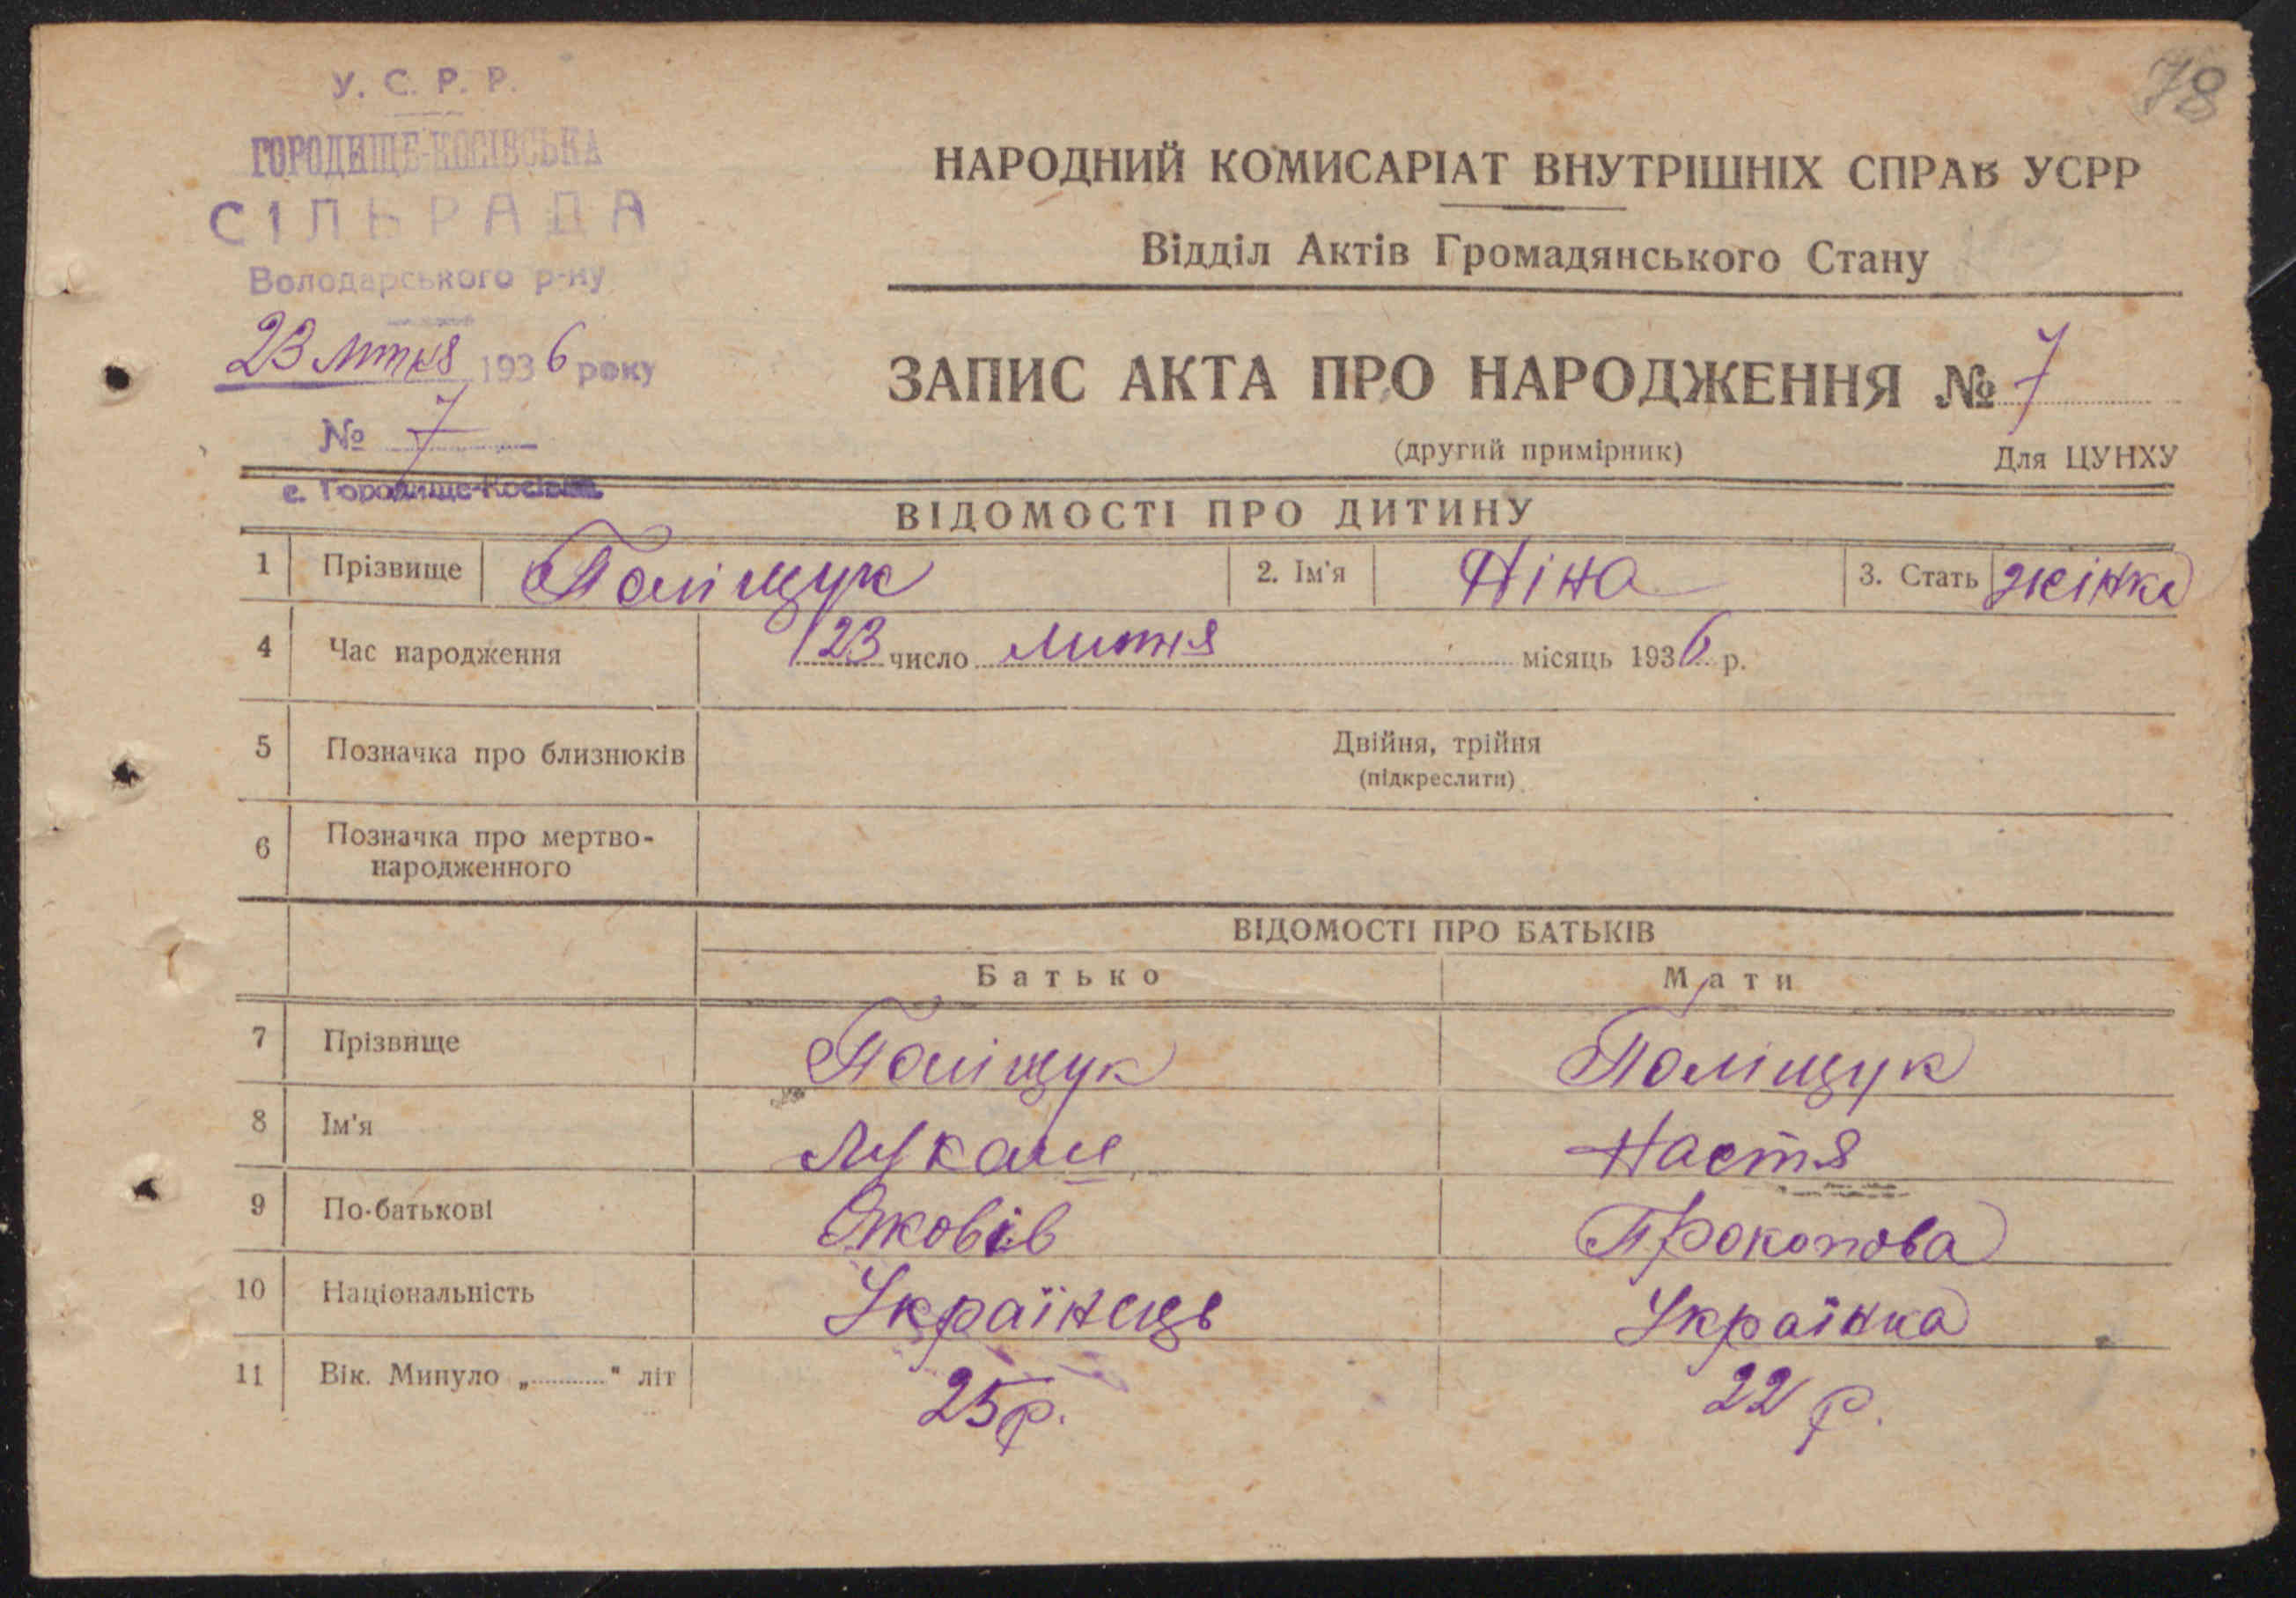 78
У. С. Р. Р.
ГОРОДИЩЕ-КОСІВСЬКА
СІЛЬРАДА
Володарського р-ну
23 лютня 1936 року
№ 7
с. Городище-Косівка
НАРОДНИЙ КОМИСАРІАТ ВНУТРІШНІХ СПРАВ УСРР
Відділ Актів Громадянського Стану
ЗАПИС АКТА ПРО НАРОДЖЕННЯ № 7
(другий примірник) Для ЦУНХУ
ВІДОМОСТІ ПРО ДИТИНУ
1 Прізвище Поліщук 2. Ім'я Ніна 3. Стать жінка
4 Час народження 23 число лютня місяць 1936 р.
5 Позначка про близнюків Двійня, трійня
(підкреслити)
6 Позначка про мертво-
народженного
ВІДОМОСТІ ПРО БАТЬКІВ
Батько Мати
7 Прізвище Поліщук Поліщук
8 Ім'я Лукаш Настя
9 По-батькові Яковів Прокопова
10 Національність Українець Українка
11 Вік. Минуло „..........“ літ 25 р. 22 р.